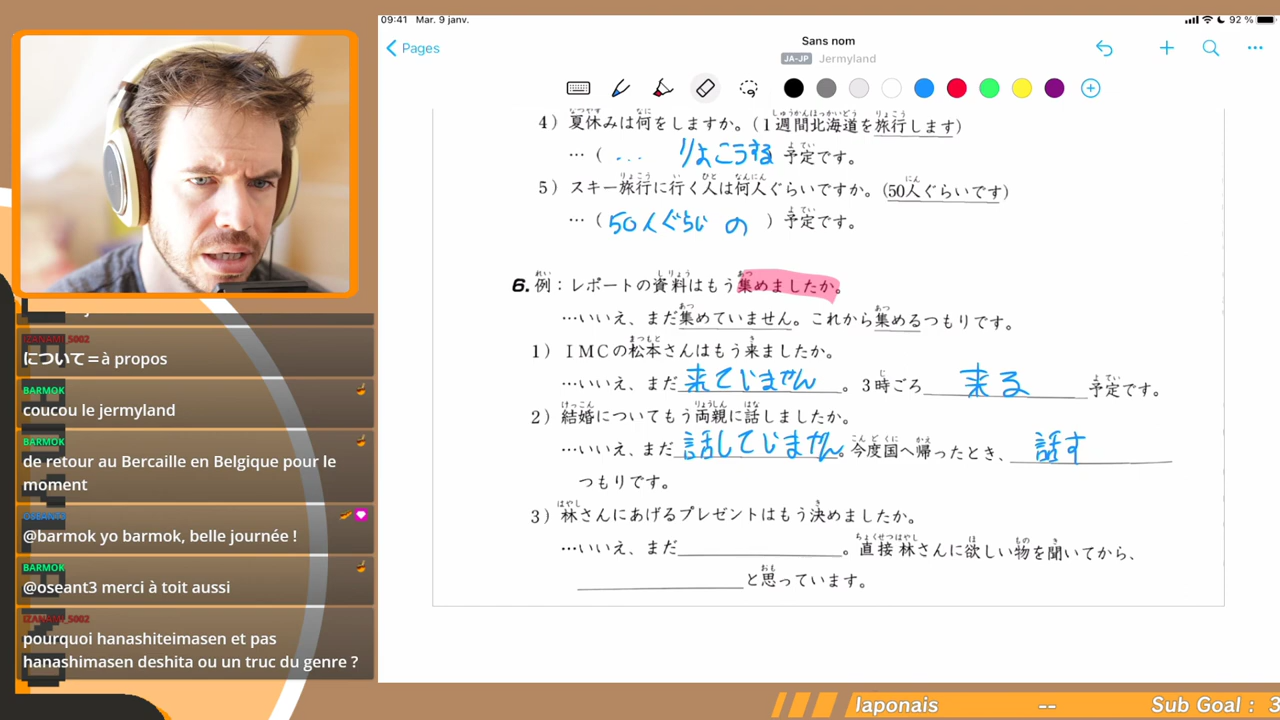 09:41 Mar. 9 janv.
92 %
Pages
Sans nom
JA-JP Jermyland
4) 夏休みは何をしますか。(1週間北海道を旅行します)
…( ... りょこうする 予定です。
5) スキー旅行に行く人は何人ぐらいですか。(50人ぐらいです)
…( 50人ぐらい の ) 予定です。
6. 例:レポートの資料はもう集めましたか。
…いいえ、まだ集めていません。これから集めるつもりです。
1) IMCの松本さんはもう来ましたか。
…いいえ、まだ 来ていません 。3時ごろ 来る 予定です。
2) 結婚についてもう両親に話しましたか。
…いいえ、まだ 話していません 。今度国へ帰ったとき、 話す
つもりです。
3) 林さんにあげるプレゼントはもう決めましたか。
…いいえ、まだ 。直接林さんに欲しい物を聞いてから、
と思っています。
IZANAMI_5002
について=à propos
BARMOK
coucou le jermyland
BARMOK
de retour au Bercaille en Belgique pour le
moment
OSEANT3
@barmok yo barmok, belle journée !
BARMOK
@oseant3 merci à toit aussi
IZANAMI_5002
pourquoi hanashiteimasen et pas
hanashimasen deshita ou un truc du genre ?
Japonais -- Sub Goal : 3